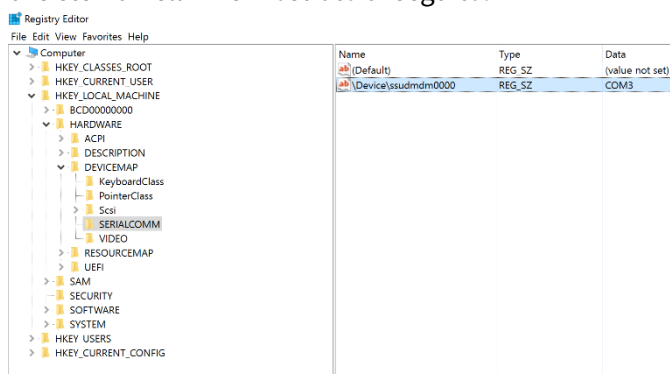 Registry Editor
File Edit View Favorites Help
Computer
HKEY_CLASSES_ROOT
HKEY_CURRENT_USER
HKEY_LOCAL_MACHINE
BCD00000000
HARDWARE
ACPI
DESCRIPTION
DEVICEMAP
KeyboardClass
PointerClass
Scsi
SERIALCOMM
VIDEO
RESOURCEMAP
UEFI
SAM
SECURITY
SOFTWARE
SYSTEM
HKEY_USERS
HKEY_CURRENT_CONFIG
Name Type Data
(Default) REG_SZ (value not set)
\Device\ssudmdm0000 REG_SZ COM3